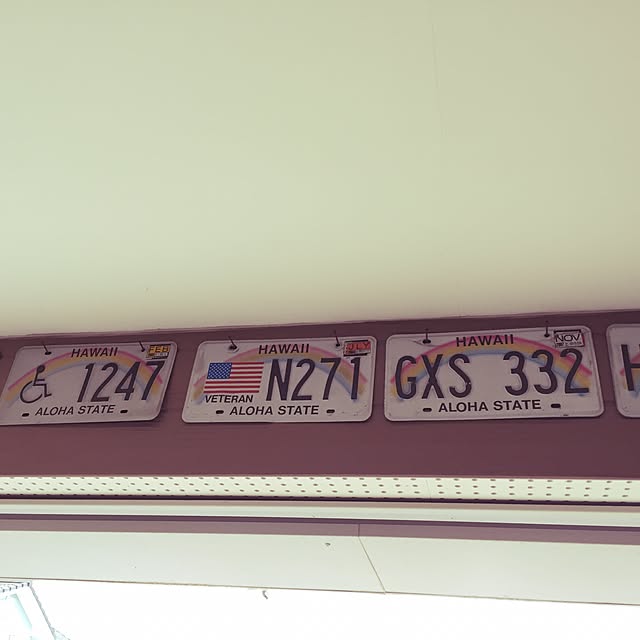 HAWAII
FEB
1247
ALOHA STATE
HAWAII
VETERAN N271
ALOHA STATE
HAWAII
NOV
GXS 332
ALOHA STATE
H